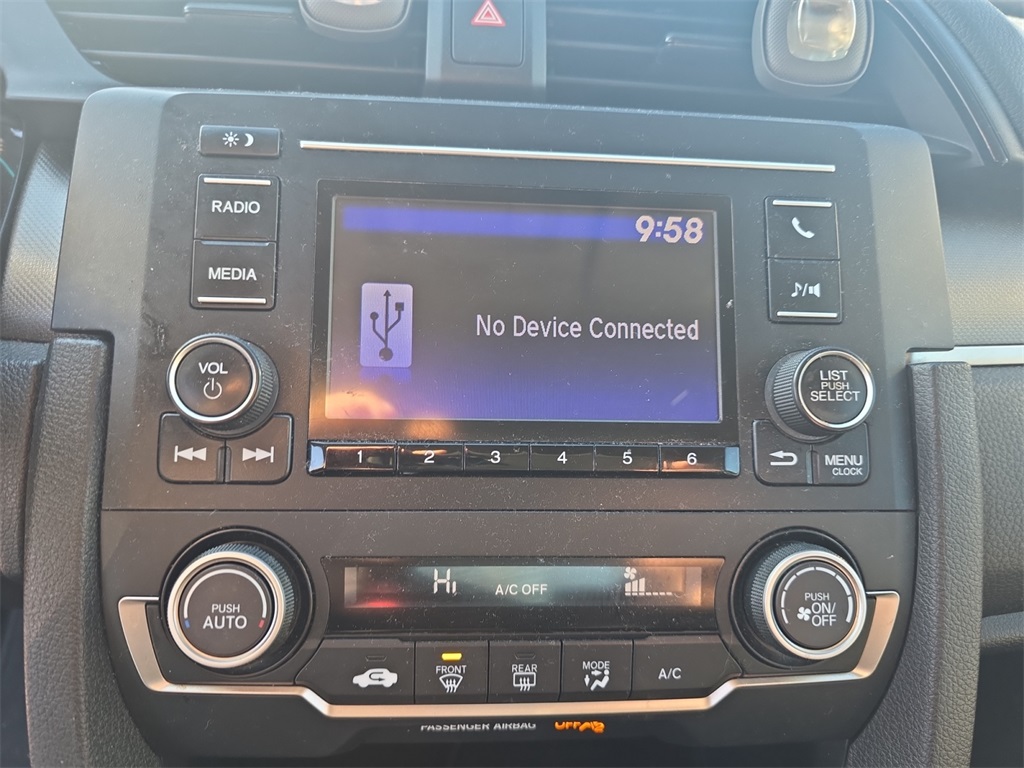 RADIO
MEDIA
9:58
No Device Connected
VOL
LIST
PUSH
SELECT
1 2 3 4 5 6
MENU
CLOCK
Hi
A/C OFF
PUSH
AUTO
PUSH
ON/
OFF
FRONT
REAR
MODE
A/C
PASSENGER AIRBAG OFF